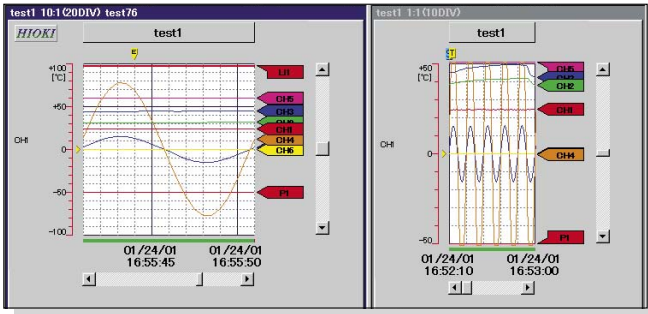 test1 10:1(20DIV) test76
HIOKI
test1
+100
[℃]
+50
CH1
0
-50
-100
CH5
CH3
CH1
CH4
CH6
P1
01/24/01
16:55:45
01/24/01
16:55:50
test1 1:1(10DIV)
test1
+50
[℃]
CH1
0
-50
CH5
CH2
CH1
CH4
P1
01/24/01
16:52:10
01/24/01
16:53:00